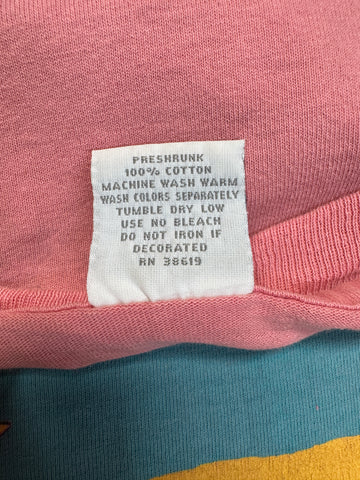 PRESHRUNK
100% COTTON
MACHINE WASH WARM
WASH COLORS SEPARATELY
TUMBLE DRY LOW
USE NO BLEACH
DO NOT IRON IF
DECORATED
RN 38619